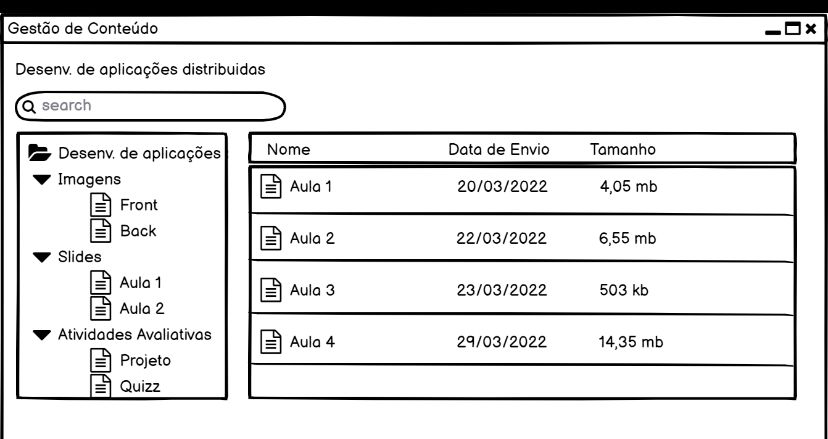 Gestão de Conteúdo
Desenv. de aplicações distribuidas
search
Desenv. de aplicações
Imagens
Front
Back
Slides
Aula 1
Aula 2
Atividades Avaliativas
Projeto
Quizz
Nome Data de Envio Tamanho
Aula 1 20/03/2022 4,05 mb
Aula 2 22/03/2022 6,55 mb
Aula 3 23/03/2022 503 kb
Aula 4 29/03/2022 14,35 mb